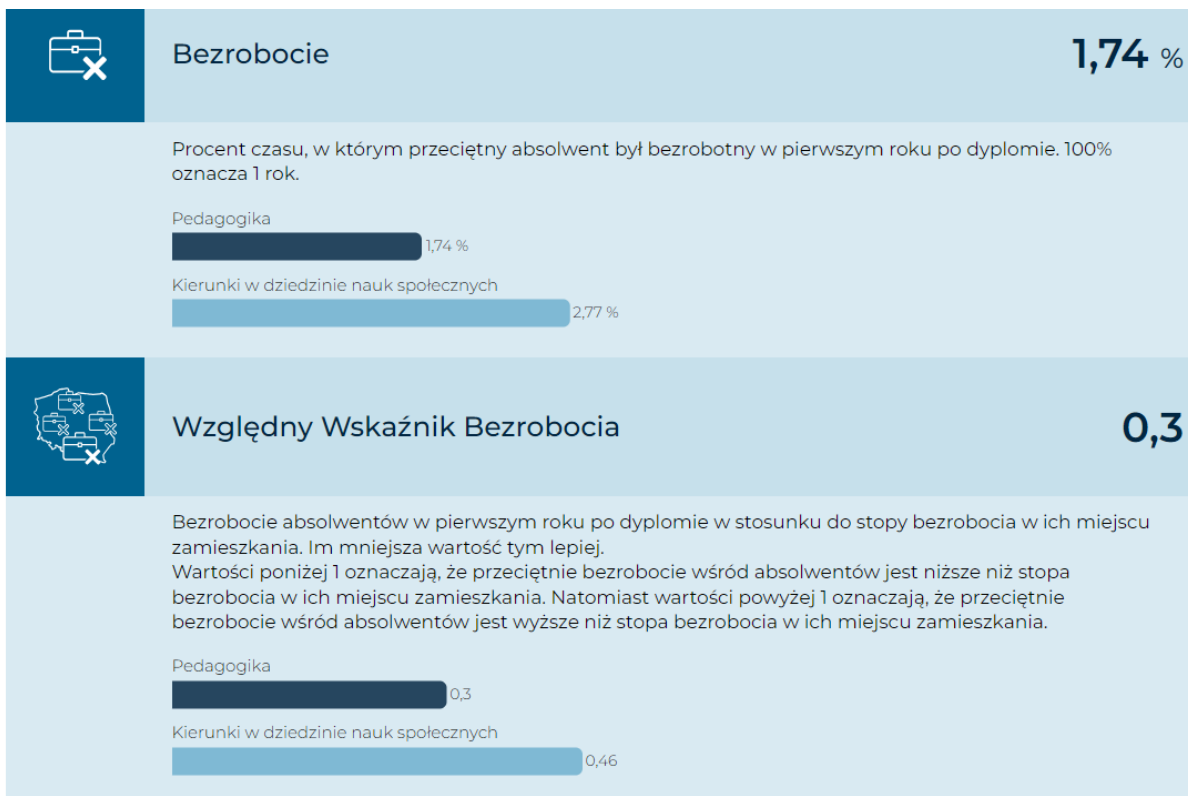 Bezrobocie
1,74 %
Procent czasu, w którym przeciętny absolwent był bezrobotny w pierwszym roku po dyplomie. 100%
oznacza 1 rok.
Pedagogika
1,74 %
Kierunki w dziedzinie nauk społecznych
2,77 %
Względny Wskaźnik Bezrobocia
0,3
Bezrobocie absolwentów w pierwszym roku po dyplomie w stosunku do stopy bezrobocia w ich miejscu
zamieszkania. Im mniejsza wartość tym lepiej.
Wartości poniżej 1 oznaczają, że przeciętnie bezrobocie wśród absolwentów jest niższe niż stopa
bezrobocia w ich miejscu zamieszkania. Natomiast wartości powyżej 1 oznaczają, że przeciętnie
bezrobocie wśród absolwentów jest wyższe niż stopa bezrobocia w ich miejscu zamieszkania.
Pedagogika
0,3
Kierunki w dziedzinie nauk społecznych
0,46